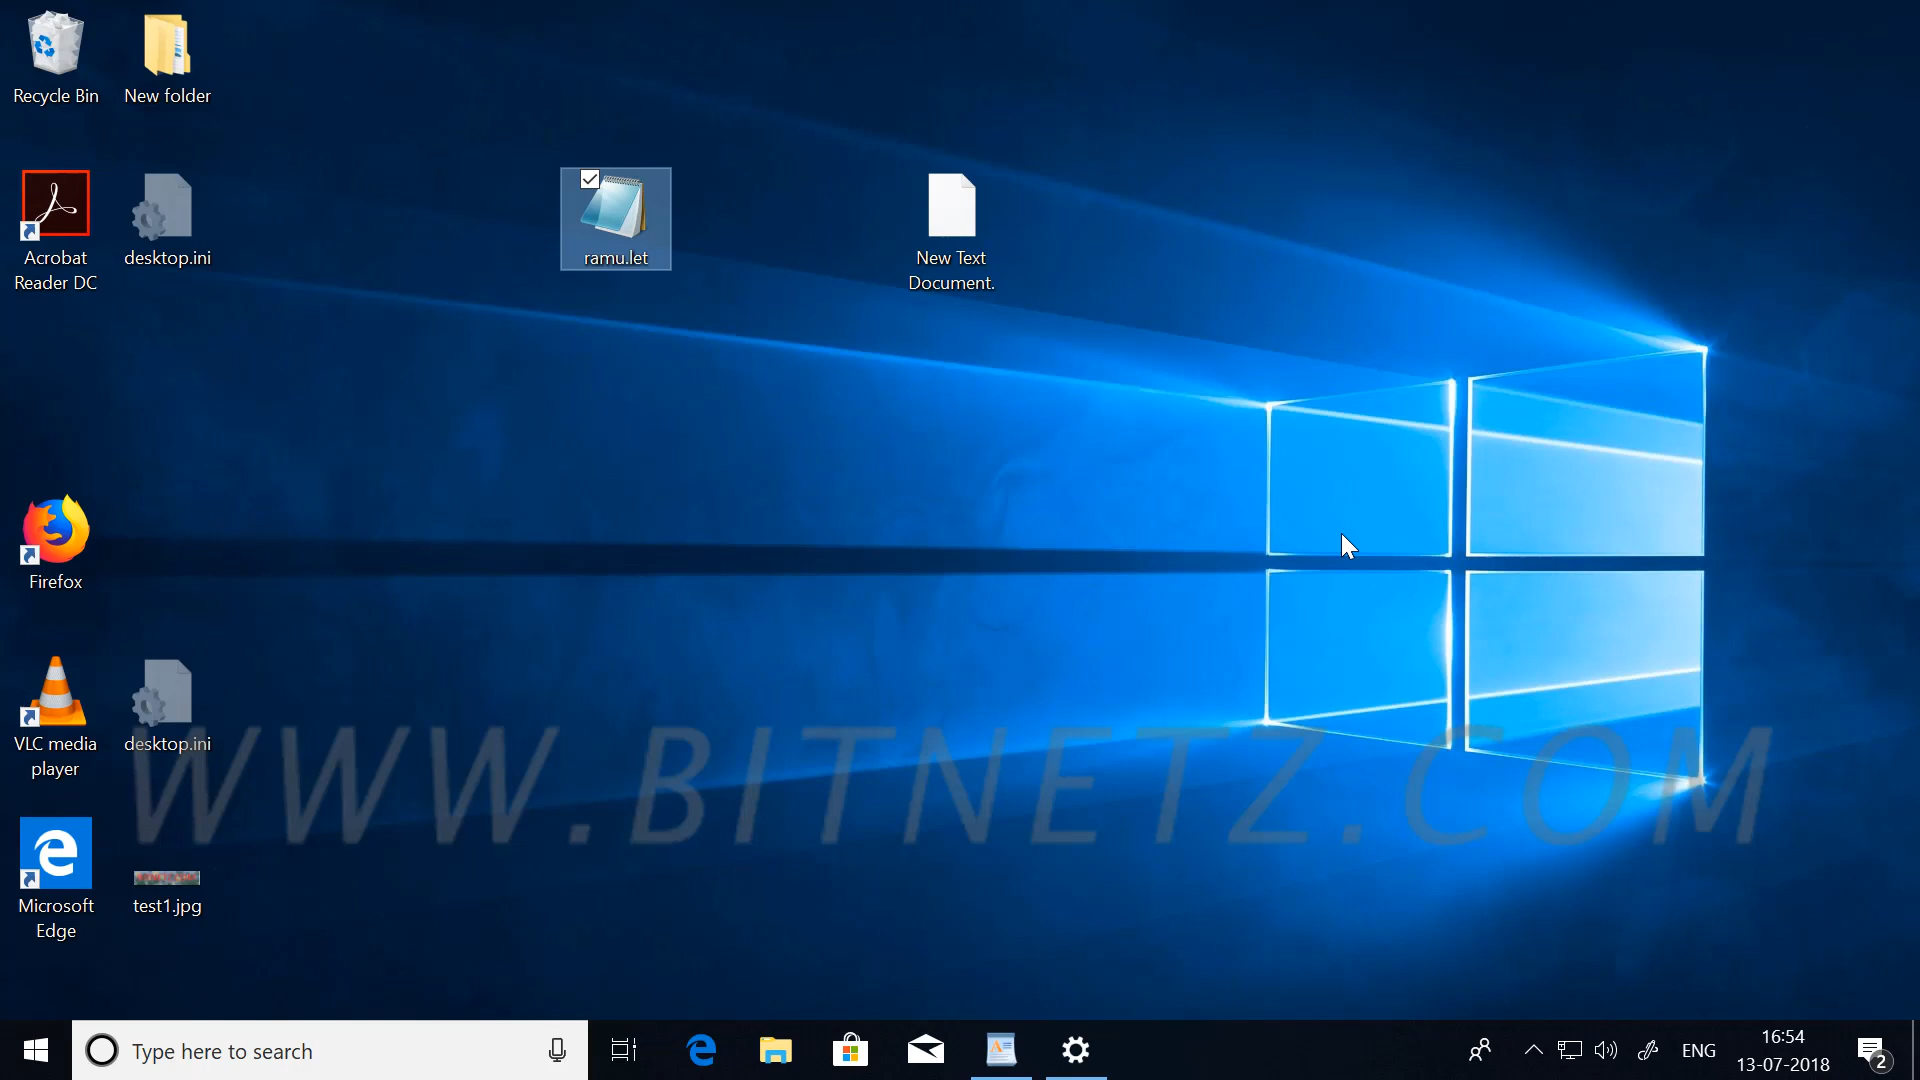 Recycle Bin
New folder
Acrobat
Reader DC
desktop.ini
ramu.let
New Text
Document.
Firefox
VLC media
player
desktop.ini
WWW.BITNETZ.COM
Microsoft
Edge
test1.jpg
Type here to search
ENG
16:54
13-07-2018
2